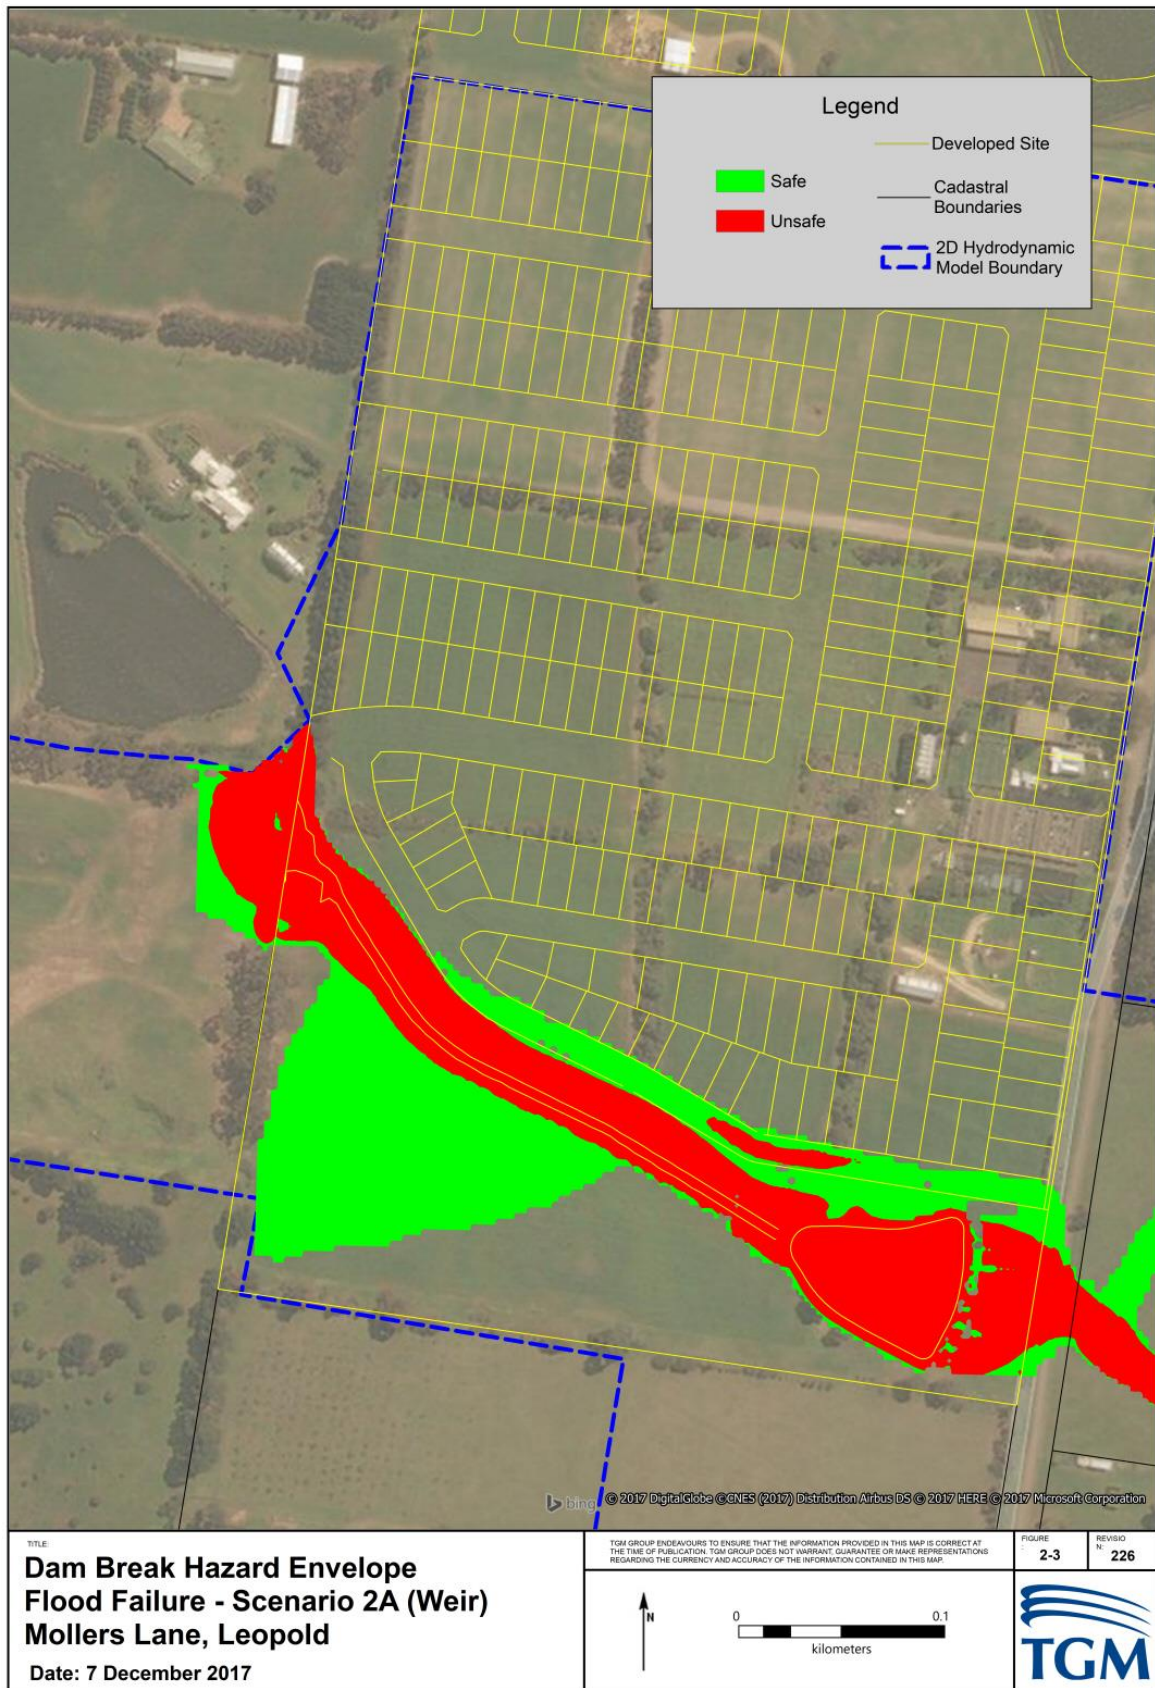 Legend
Developed Site
Safe
Cadastral
Boundaries
Unsafe
2D Hydrodynamic
Model Boundary
bing
© 2017 DigitalGlobe ©CNES (2017) Distribution Airbus DS © 2017 HERE © 2017 Microsoft Corporation
TITLE:
Dam Break Hazard Envelope
Flood Failure - Scenario 2A (Weir)
Mollers Lane, Leopold
Date: 7 December 2017
TGM GROUP ENDEAVOURS TO ENSURE THAT THE INFORMATION PROVIDED IN THIS MAP IS CORRECT AT
THE TIME OF PUBLICATION. TGM GROUP DOES NOT WARRANT, GUARANTEE OR MAKE REPRESENTATIONS
REGARDING THE CURRENCY AND ACCURACY OF THE INFORMATION CONTAINED IN THIS MAP.
FIGURE
:
2-3
REVISIO
N:
226
N
0
0.1
kilometers
TGM